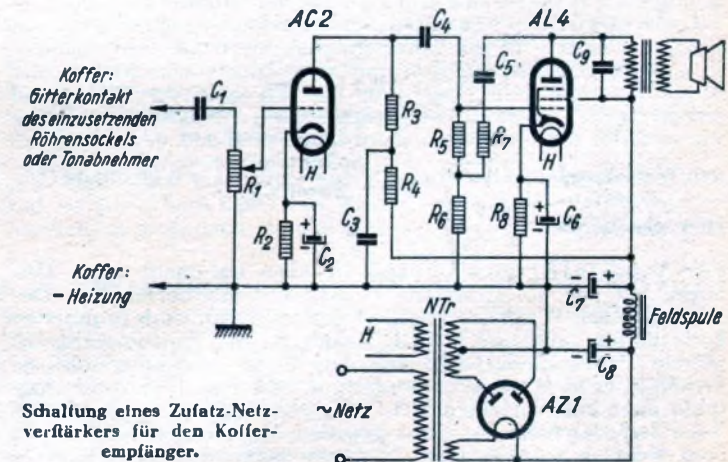 AC2
AL4
Koffer:
Gitterkontakt
des einzusetzenden
Röhrensockels
oder Tonabnehmer
C1
C4
C5
C9
R1
R2
C2
H
R3
R4
C3
R5
R6
R7
R8
H
C6
Koffer:
- Heizung
C7
- +
Feldspule
C8
- +
NTr
H
~Netz
AZ1
Schaltung eines Zusatz-Netz-
verstärkers für den Koffer-
empfänger.